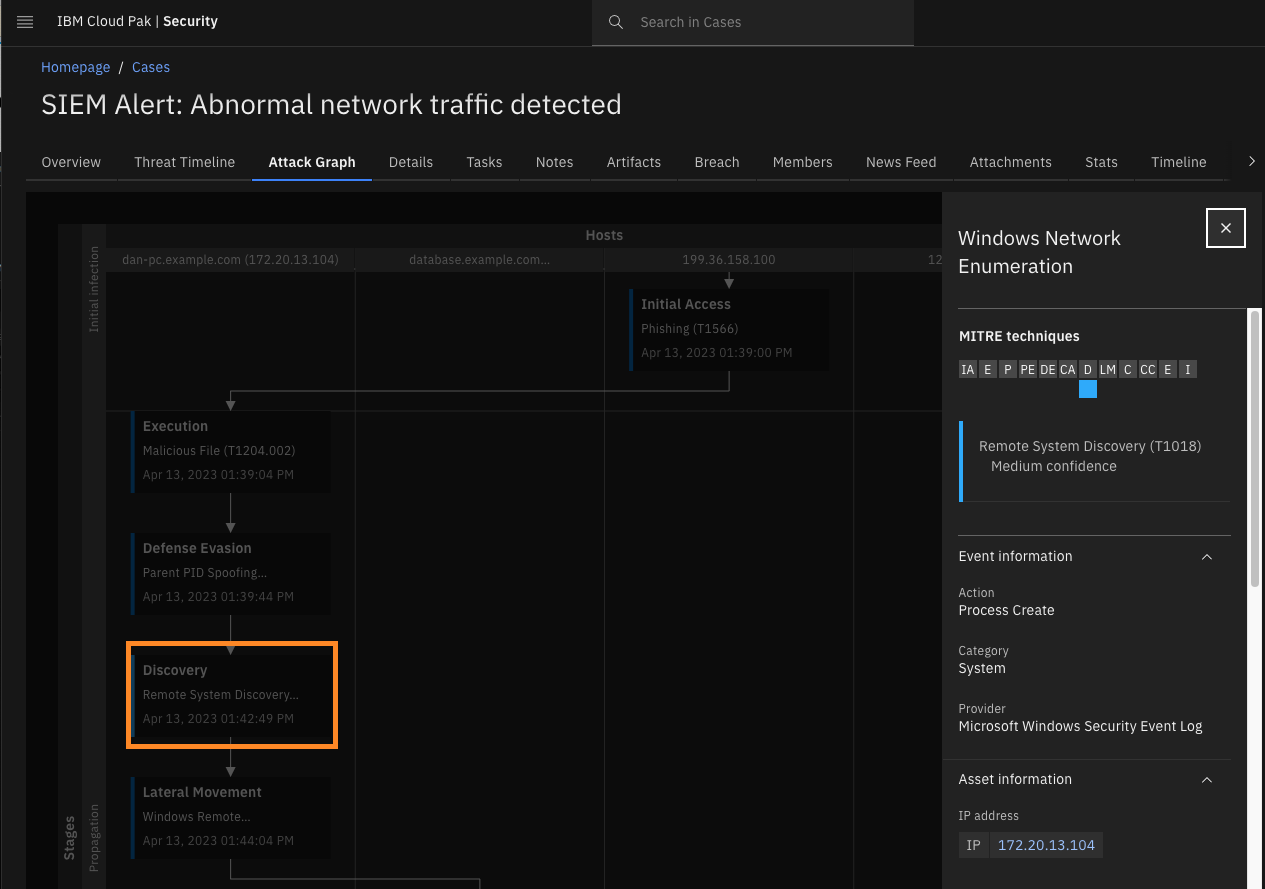 IBM Cloud Pak | Security
Search in Cases
Homepage / Cases
SIEM Alert: Abnormal network traffic detected
Overview Threat Timeline Attack Graph Details Tasks Notes Artifacts Breach Members News Feed Attachments Stats Timeline
Hosts
dan-pc.example.com (172.20.13.104) database.example.com... 199.36.158.100 12
Initial infection
Initial Access
Phishing (T1566)
Apr 13, 2023 01:39:00 PM
Execution
Malicious File (T1204.002)
Apr 13, 2023 01:39:04 PM
Defense Evasion
Parent PID Spoofing...
Apr 13, 2023 01:39:44 PM
Discovery
Remote System Discovery...
Apr 13, 2023 01:42:49 PM
Lateral Movement
Windows Remote...
Apr 13, 2023 01:44:04 PM
Stages
Propagation
Windows Network
Enumeration
MITRE techniques
IA E P PE DE CA D LM C CC E I
Remote System Discovery (T1018)
Medium confidence
Event information
Action
Process Create
Category
System
Provider
Microsoft Windows Security Event Log
Asset information
IP address
IP 172.20.13.104